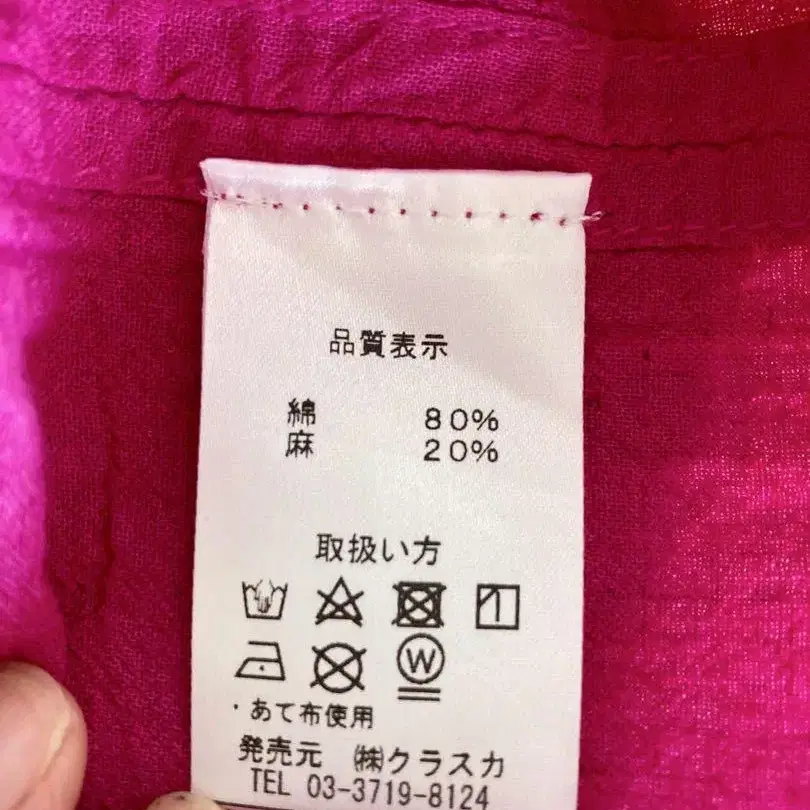 品質表示
綿 80%
麻 20%
取扱い方
W
・あて布使用
発売元 ㈱クラスカ
TEL 03-3719-8124